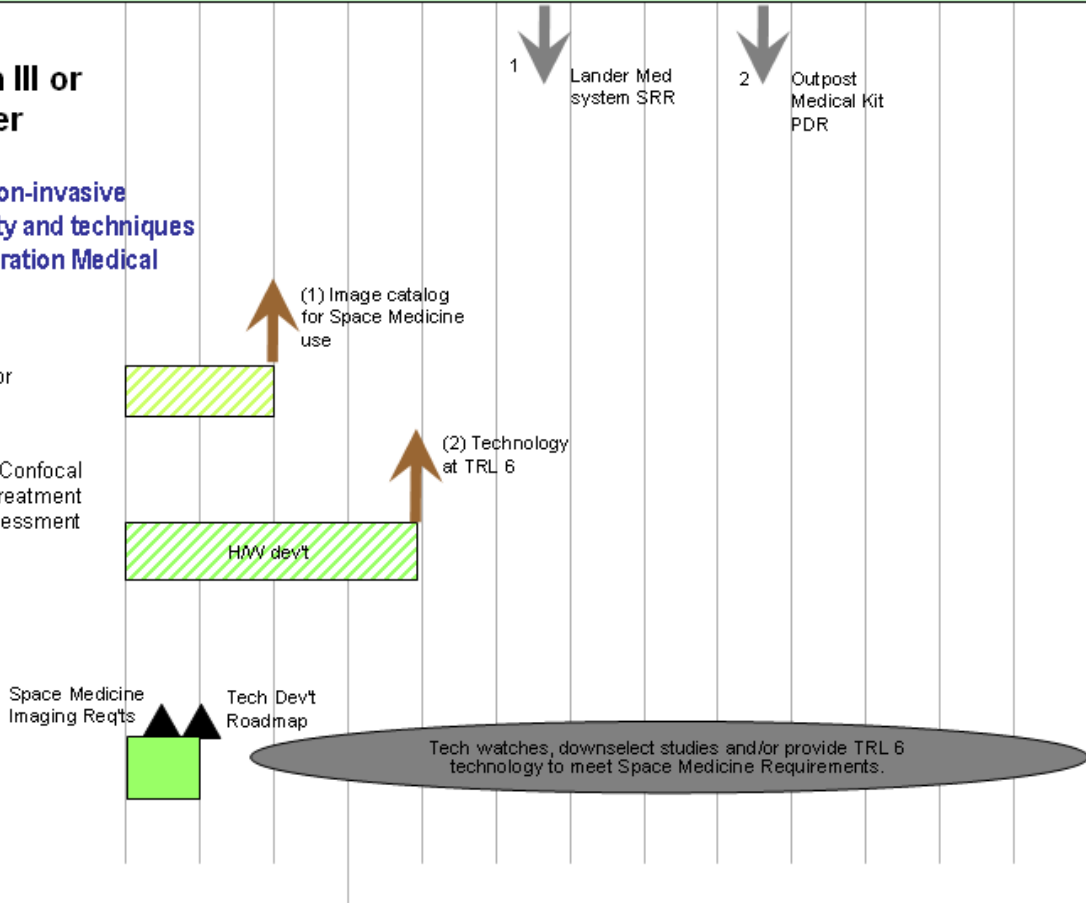 III or
er
1
Lander Med
system SRR
2
Outpost
Medical Kit
PDR
on-invasive
ty and techniques
ration Medical
(1) Image catalog
for Space Medicine
use
or
(2) Technology
at TRL 6
Confocal
reatment
essment
H/W dev't
Space Medicine
Imaging Req'ts
Tech Dev't
Roadmap
Tech watches, downselect studies and/or provide TRL 6
technology to meet Space Medicine Requirements.